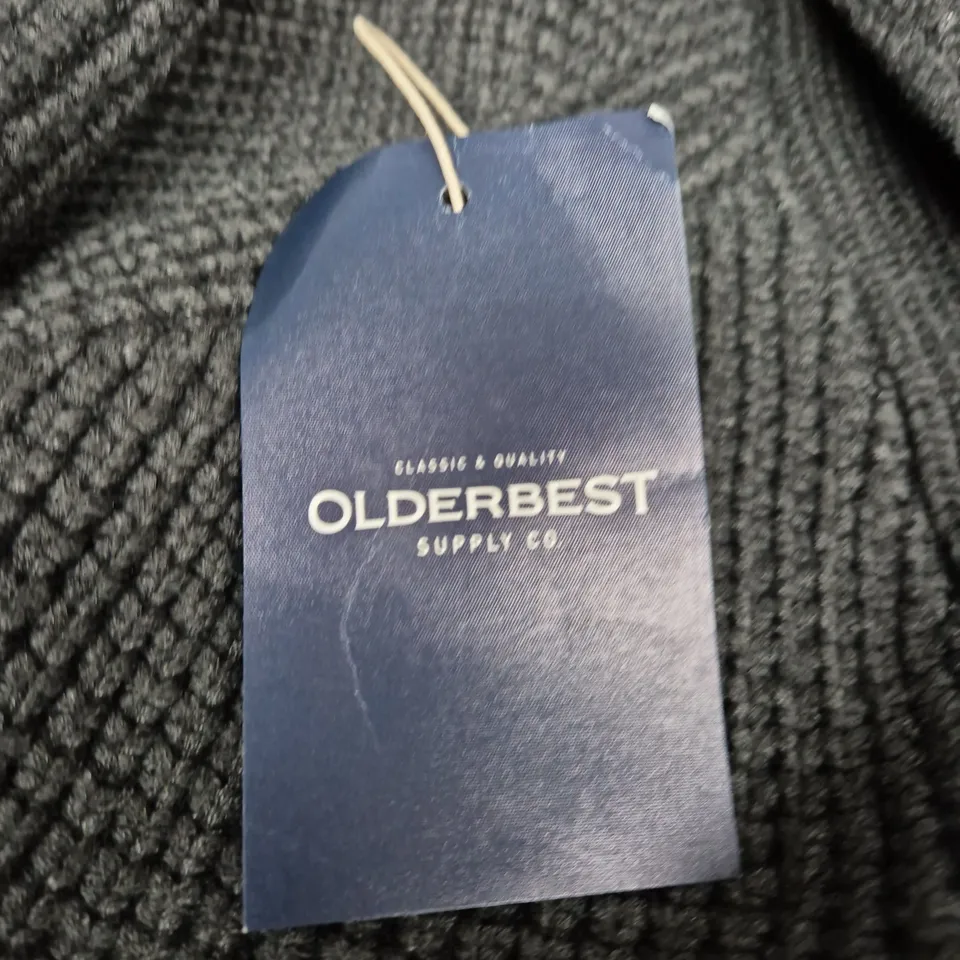 CLASSIC & QUALITY
OLDERBEST
SUPPLY CO.